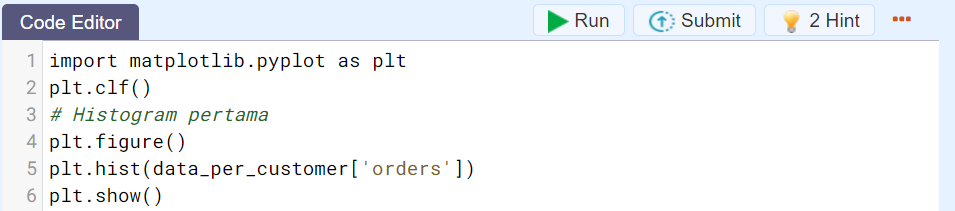 Code Editor Run Submit 2 Hint
1 import matplotlib.pyplot as plt
2 plt.clf()
3 # Histogram pertama
4 plt.figure()
5 plt.hist(data_per_customer['orders'])
6 plt.show()